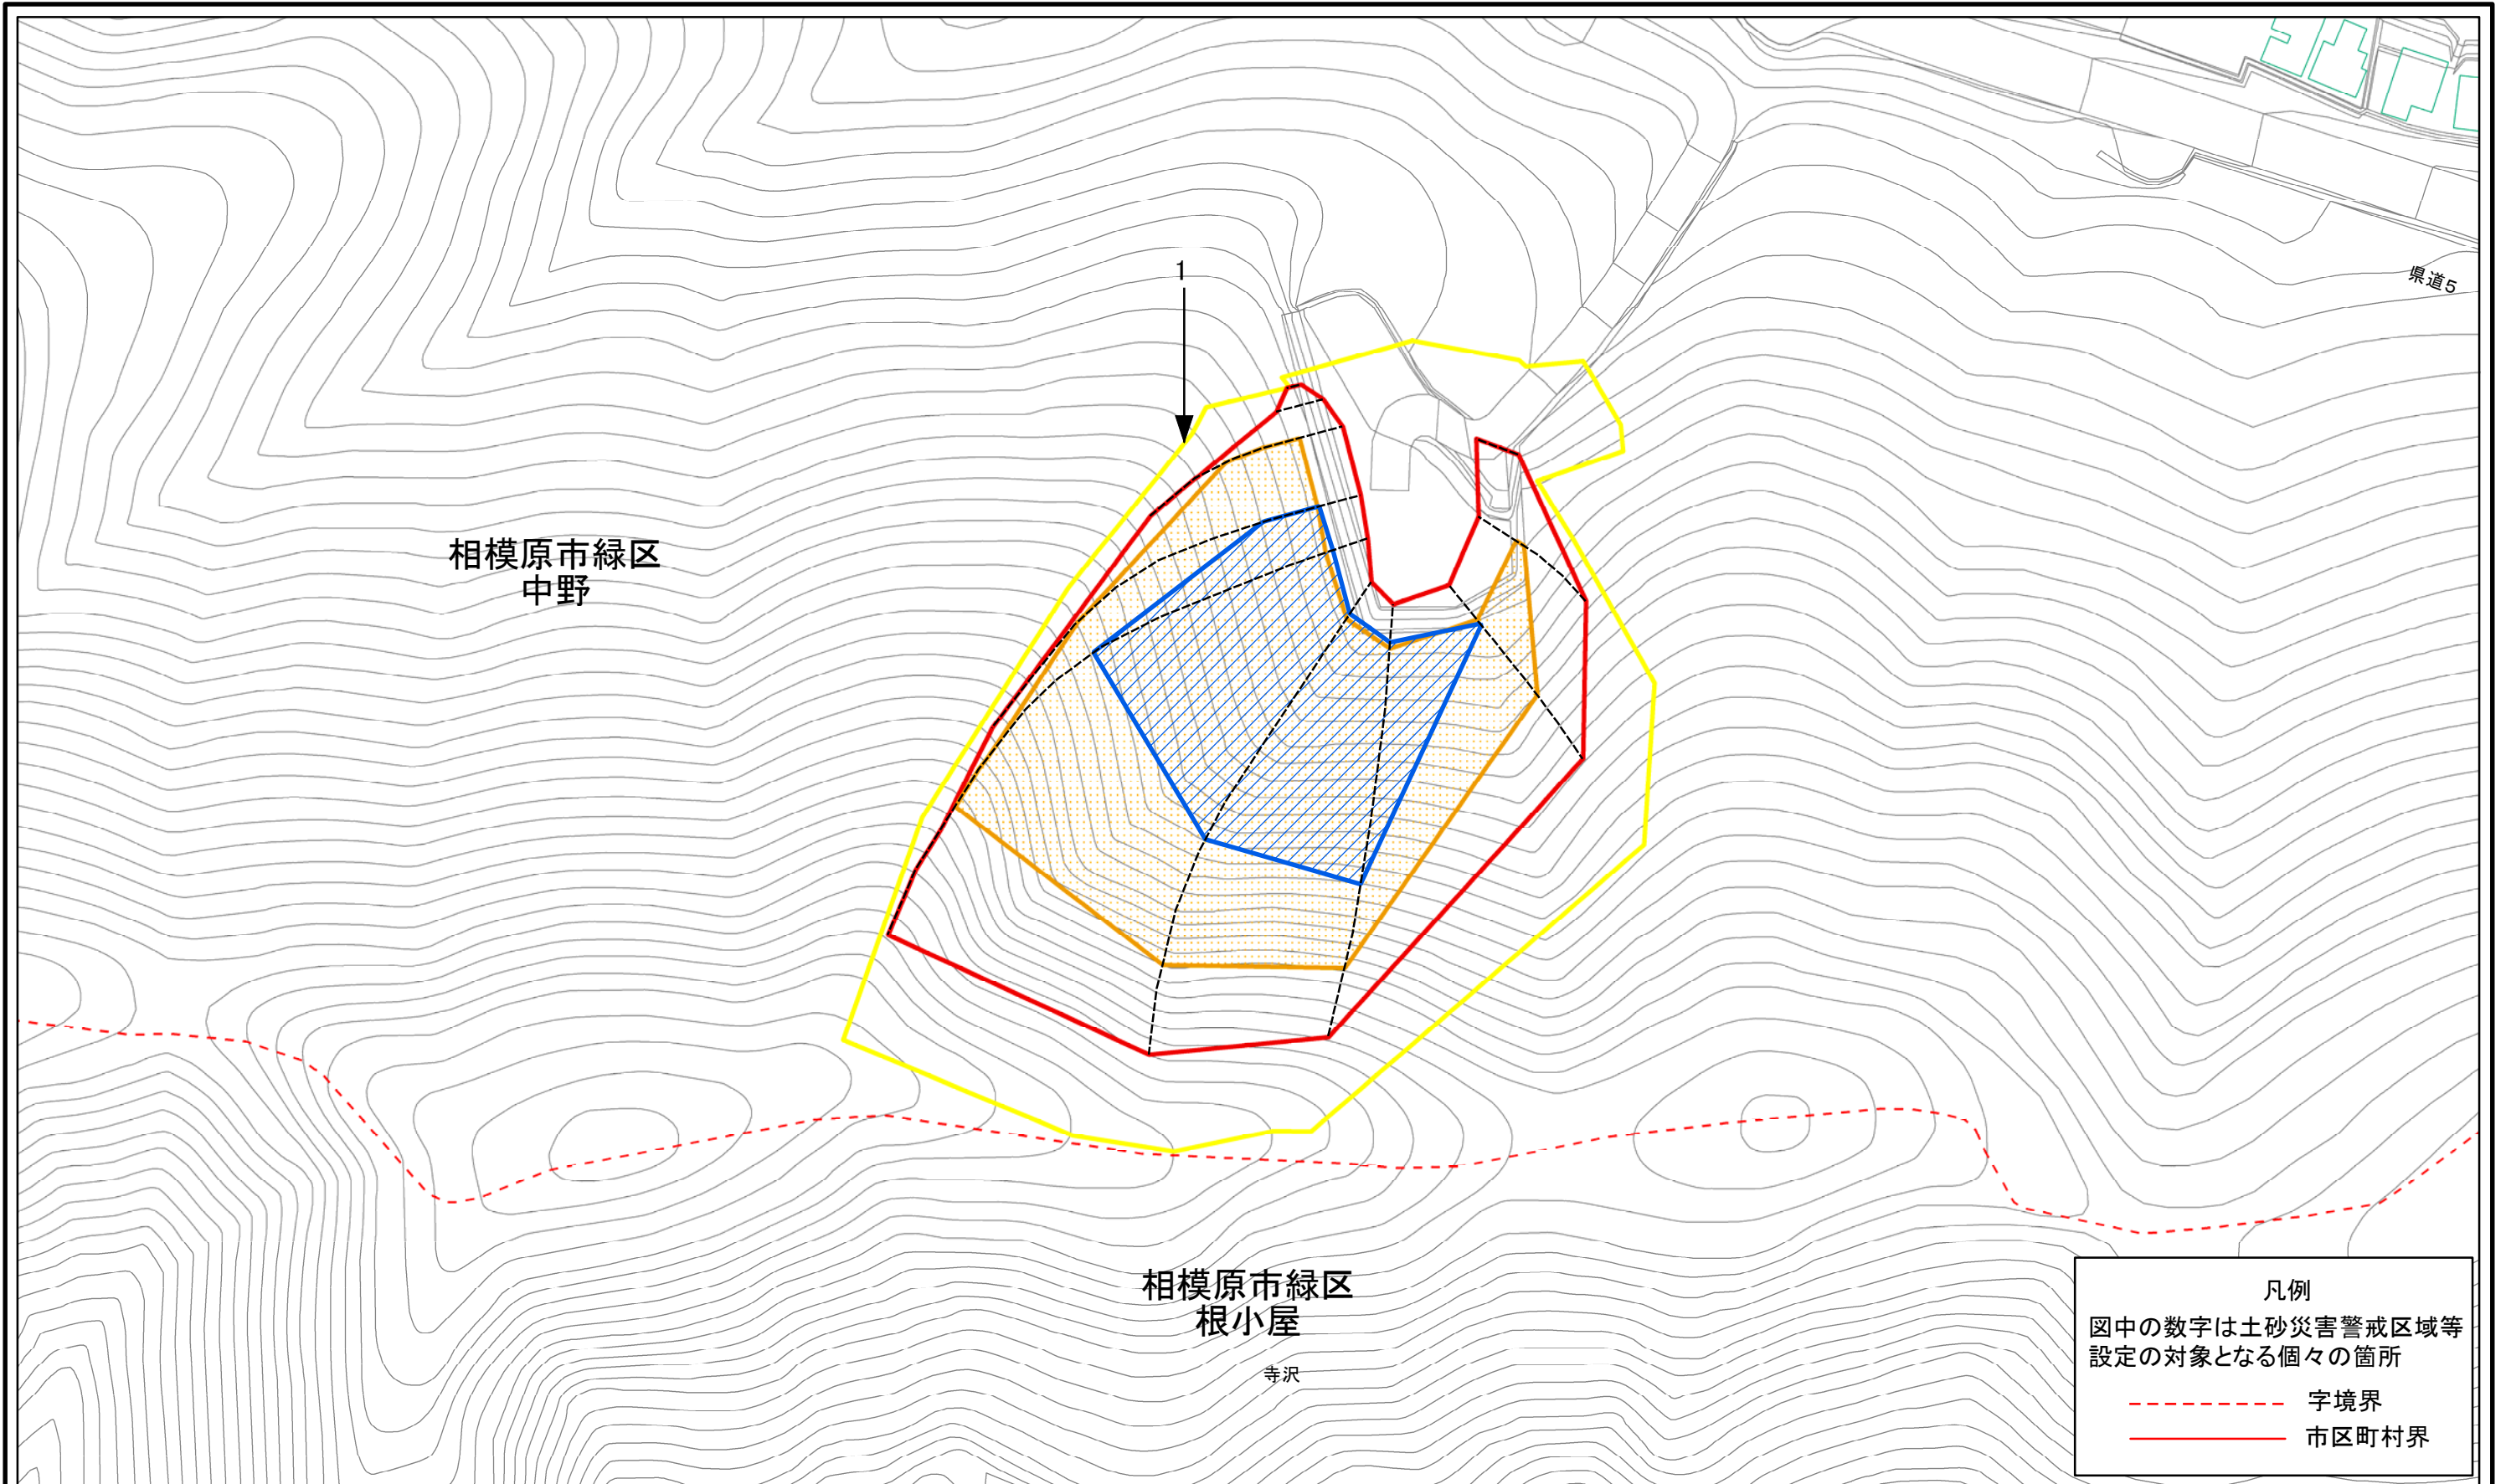 県道5
1
相模原市緑区
中野
相模原市緑区
根小屋
寺沢
凡例
図中の数字は土砂災害警戒区域等
設定の対象となる個々の箇所
字境界
市区町村界